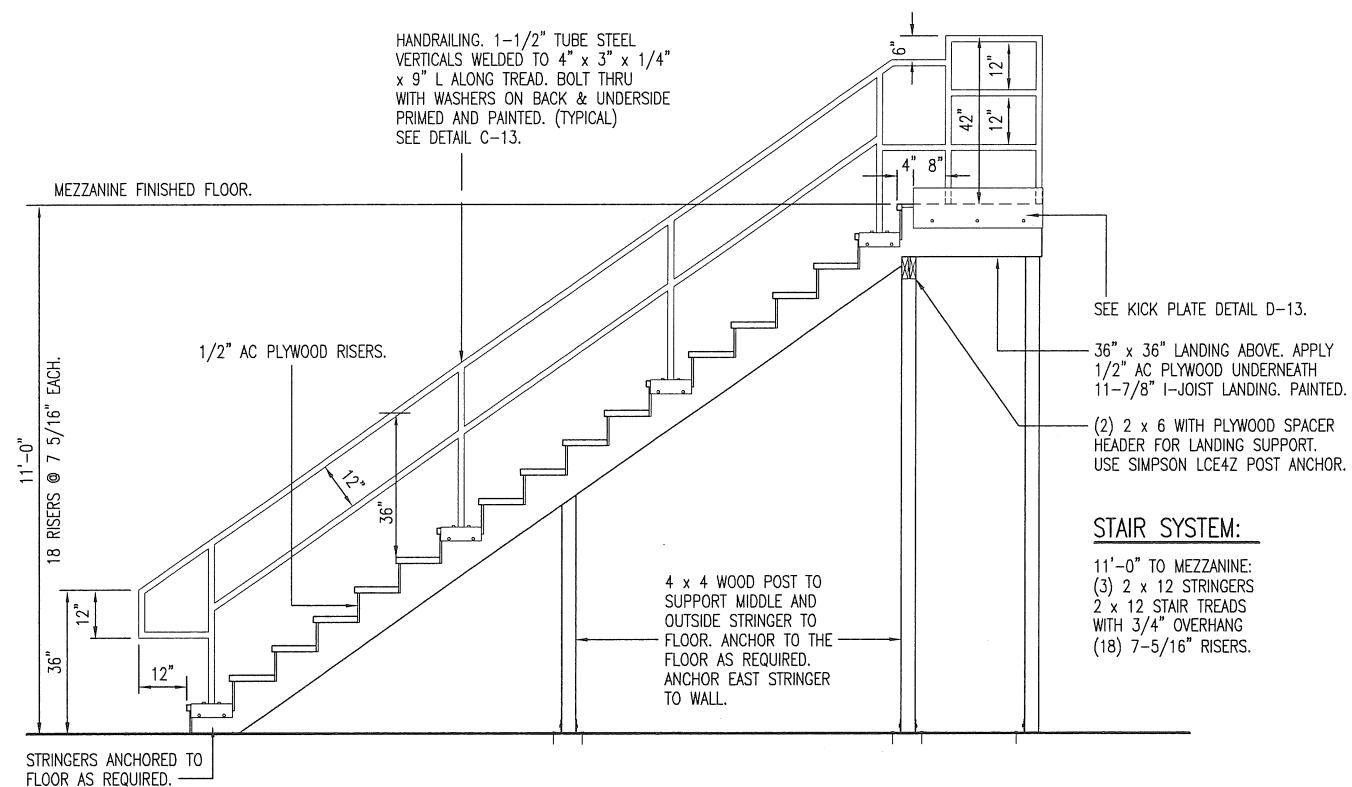 HANDRAILING. 1-1/2" TUBE STEEL
VERTICALS WELDED TO 4" x 3" x 1/4"
x 9" L ALONG TREAD. BOLT THRU
WITH WASHERS ON BACK & UNDERSIDE
PRIMED AND PAINTED. (TYPICAL)
SEE DETAIL C-13.
6"
12"
42"
12"
4"
8"
MEZZANINE FINISHED FLOOR.
11'-0"
18 RISERS @ 7 5/16" EACH.
1/2" AC PLYWOOD RISERS.
12"
36"
12"
36"
12"
SEE KICK PLATE DETAIL D-13.
36" x 36" LANDING ABOVE. APPLY
1/2" AC PLYWOOD UNDERNEATH
11-7/8" I-JOIST LANDING. PAINTED.
(2) 2 x 6 WITH PLYWOOD SPACER
HEADER FOR LANDING SUPPORT.
USE SIMPSON LCE4Z POST ANCHOR.
STAIR SYSTEM:
11'-0" TO MEZZANINE:
(3) 2 x 12 STRINGERS
2 x 12 STAIR TREADS
WITH 3/4" OVERHANG
(18) 7-5/16" RISERS.
4 x 4 WOOD POST TO
SUPPORT MIDDLE AND
OUTSIDE STRINGER TO
FLOOR. ANCHOR TO THE
FLOOR AS REQUIRED.
ANCHOR EAST STRINGER
TO WALL.
STRINGERS ANCHORED TO
FLOOR AS REQUIRED.